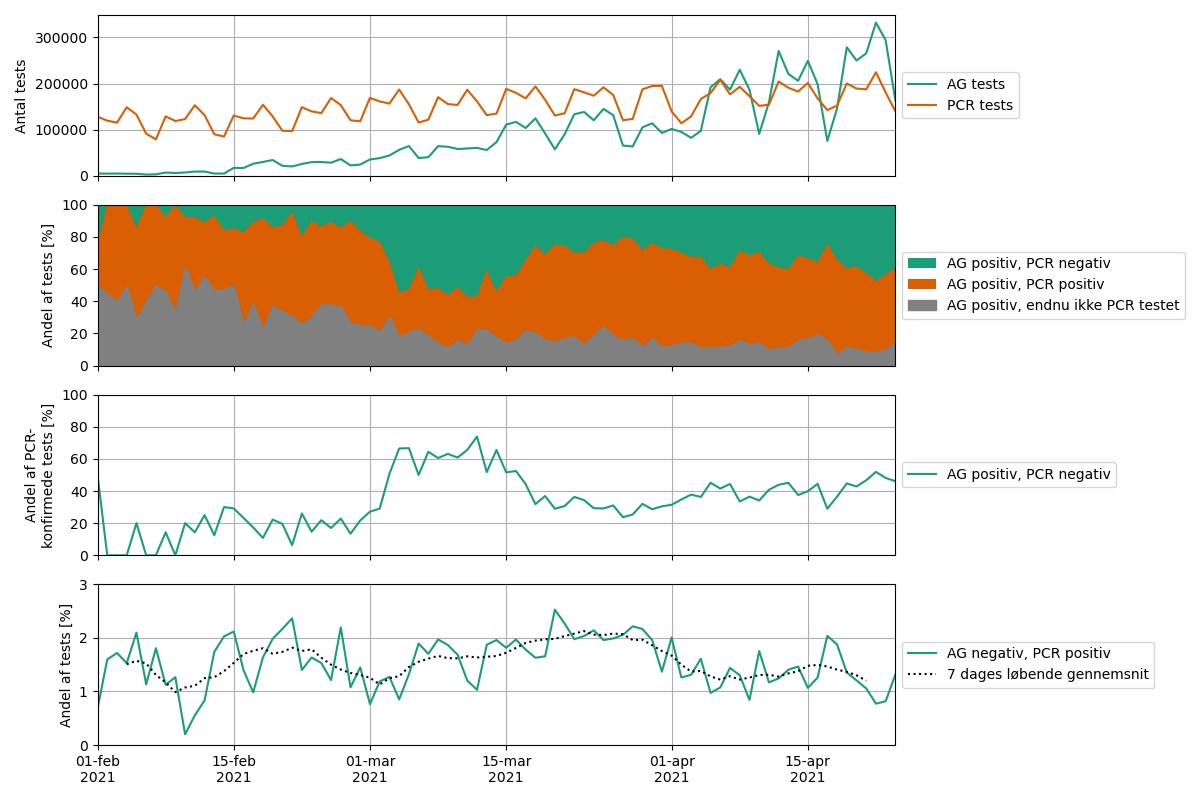 Antal tests
300000
200000
100000
0
AG tests
PCR tests
Andel af tests [%]
100
80
60
40
20
0
AG positiv, PCR negativ
AG positiv, PCR positiv
AG positiv, endnu ikke PCR testet
Andel af PCR-
konfirmede tests [%]
100
80
60
40
20
0
AG positiv, PCR negativ
Andel af tests [%]
3
2
1
0
AG negativ, PCR positiv
7 dages løbende gennemsnit
01-feb
2021
15-feb
2021
01-mar
2021
15-mar
2021
01-apr
2021
15-apr
2021